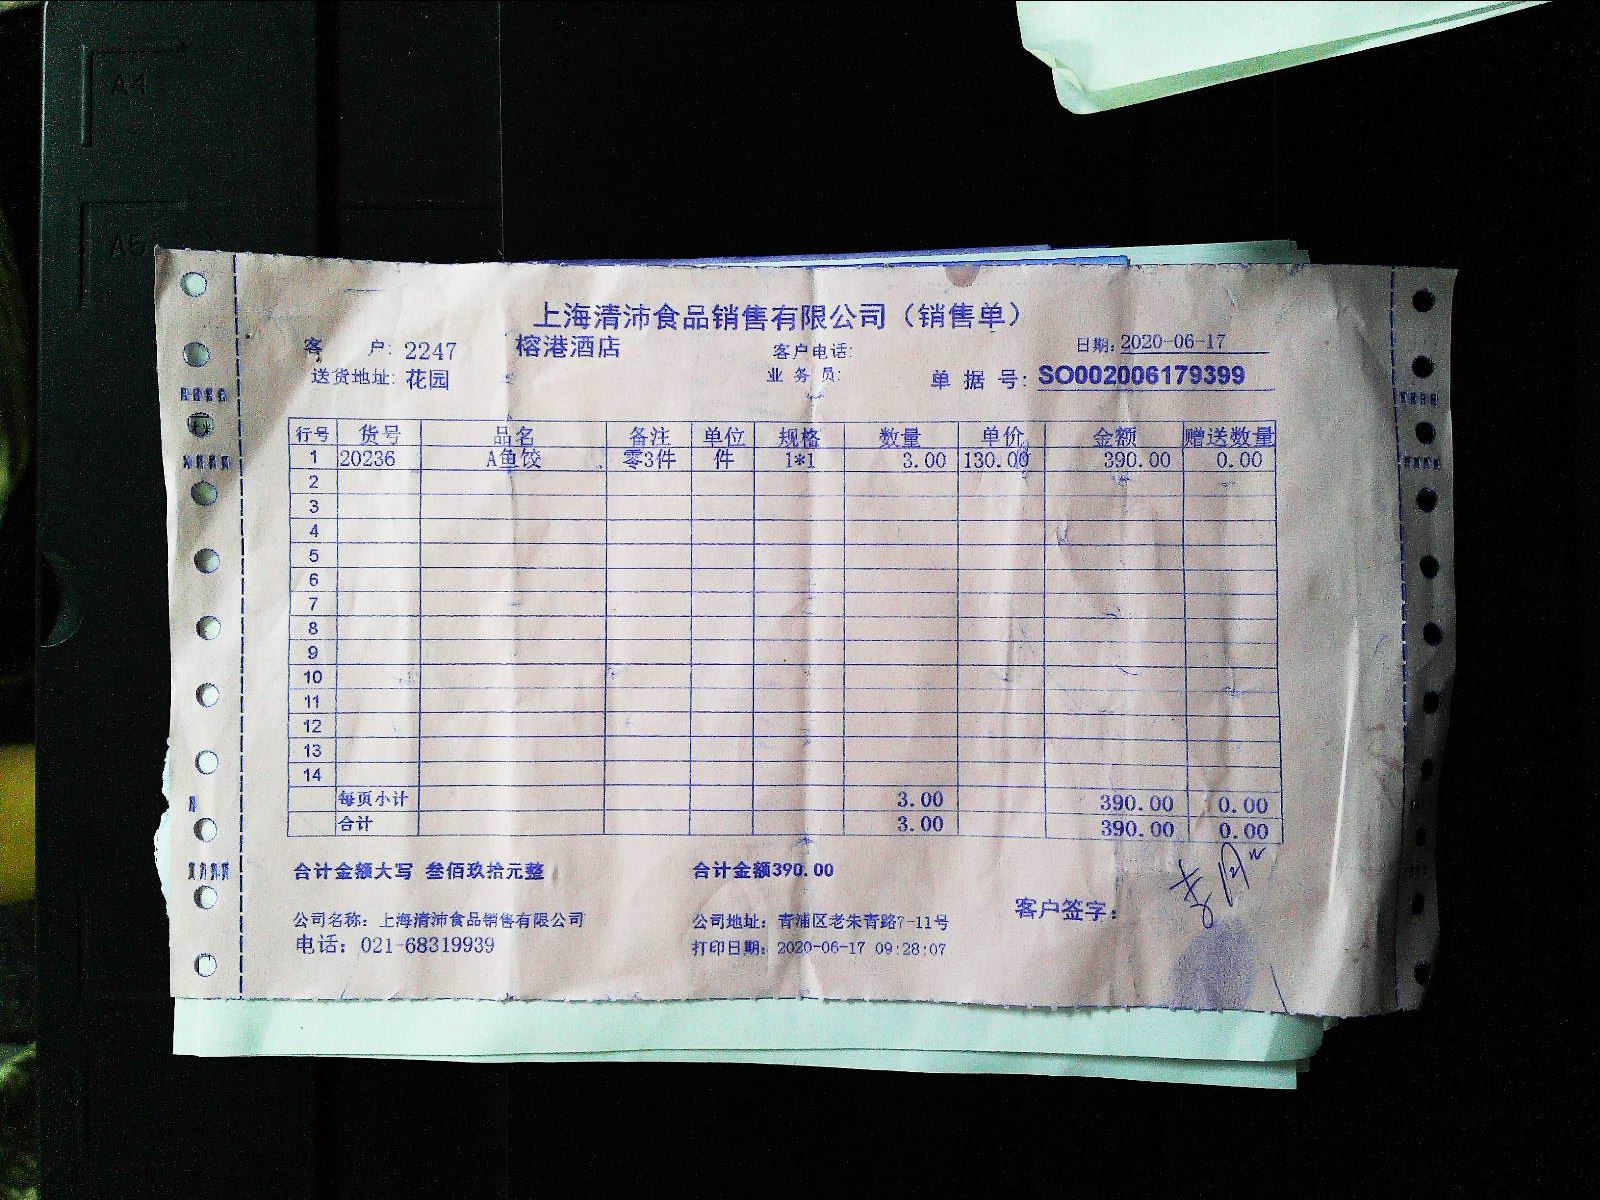 A4
A5
上海清沛食品销售有限公司（销售单）
客 户: 2247 榕港酒店 客户电话: 日期: 2020-06-17
送货地址: 花园 业 务 员: 单 据 号: SO002006179399
行号 货号 品名 备注 单位 规格 数量 单价 金额 赠送数量
1 20236 A鱼饺 零3件 件 1*1 3.00 130.00 390.00 0.00
2
3
4
5
6
7
8
9
10
11
12
13
14
每页小计 3.00 390.00 0.00
合计 3.00 390.00 0.00
合计金额大写 叁佰玖拾元整 合计金额390.00
客户签字:
公司名称: 上海清沛食品销售有限公司 公司地址: 青浦区老朱青路7-11号
电话: 021-68319939 打印日期: 2020-06-17 09:28:07